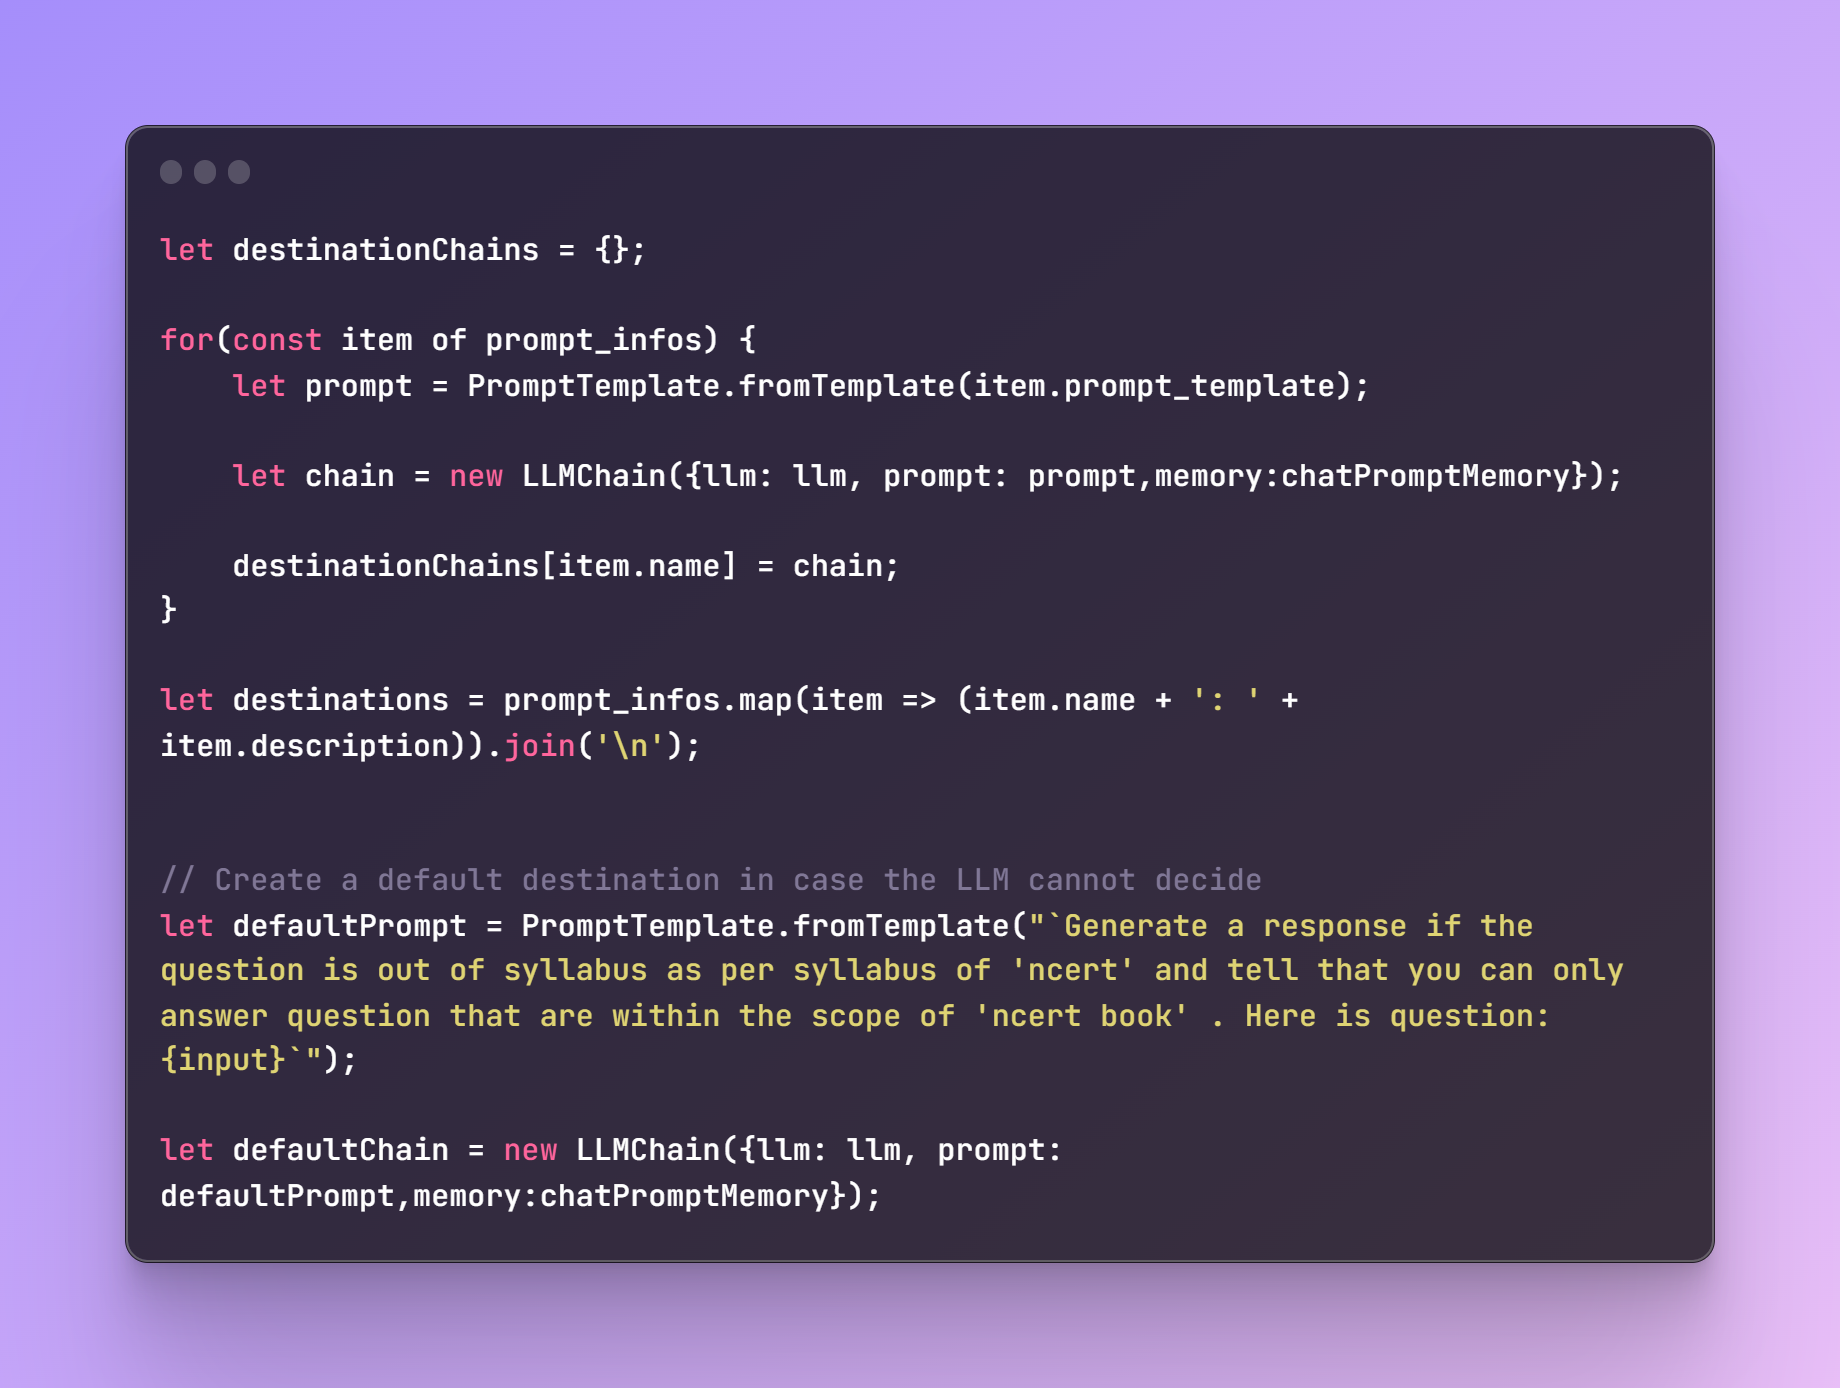 let destinationChains = {};
for(const item of prompt_infos) {
    let prompt = PromptTemplate.fromTemplate(item.prompt_template);
    let chain = new LLMChain({llm: llm, prompt: prompt,memory:chatPromptMemory});
    destinationChains[item.name] = chain;
}
let destinations = prompt_infos.map(item => (item.name + ': ' +
item.description)).join('\n');
// Create a default destination in case the LLM cannot decide
let defaultPrompt = PromptTemplate.fromTemplate("`Generate a response if the
question is out of syllabus as per syllabus of 'ncert' and tell that you can only
answer question that are within the scope of 'ncert book' . Here is question:
{input}`");
let defaultChain = new LLMChain({llm: llm, prompt:
defaultPrompt,memory:chatPromptMemory});